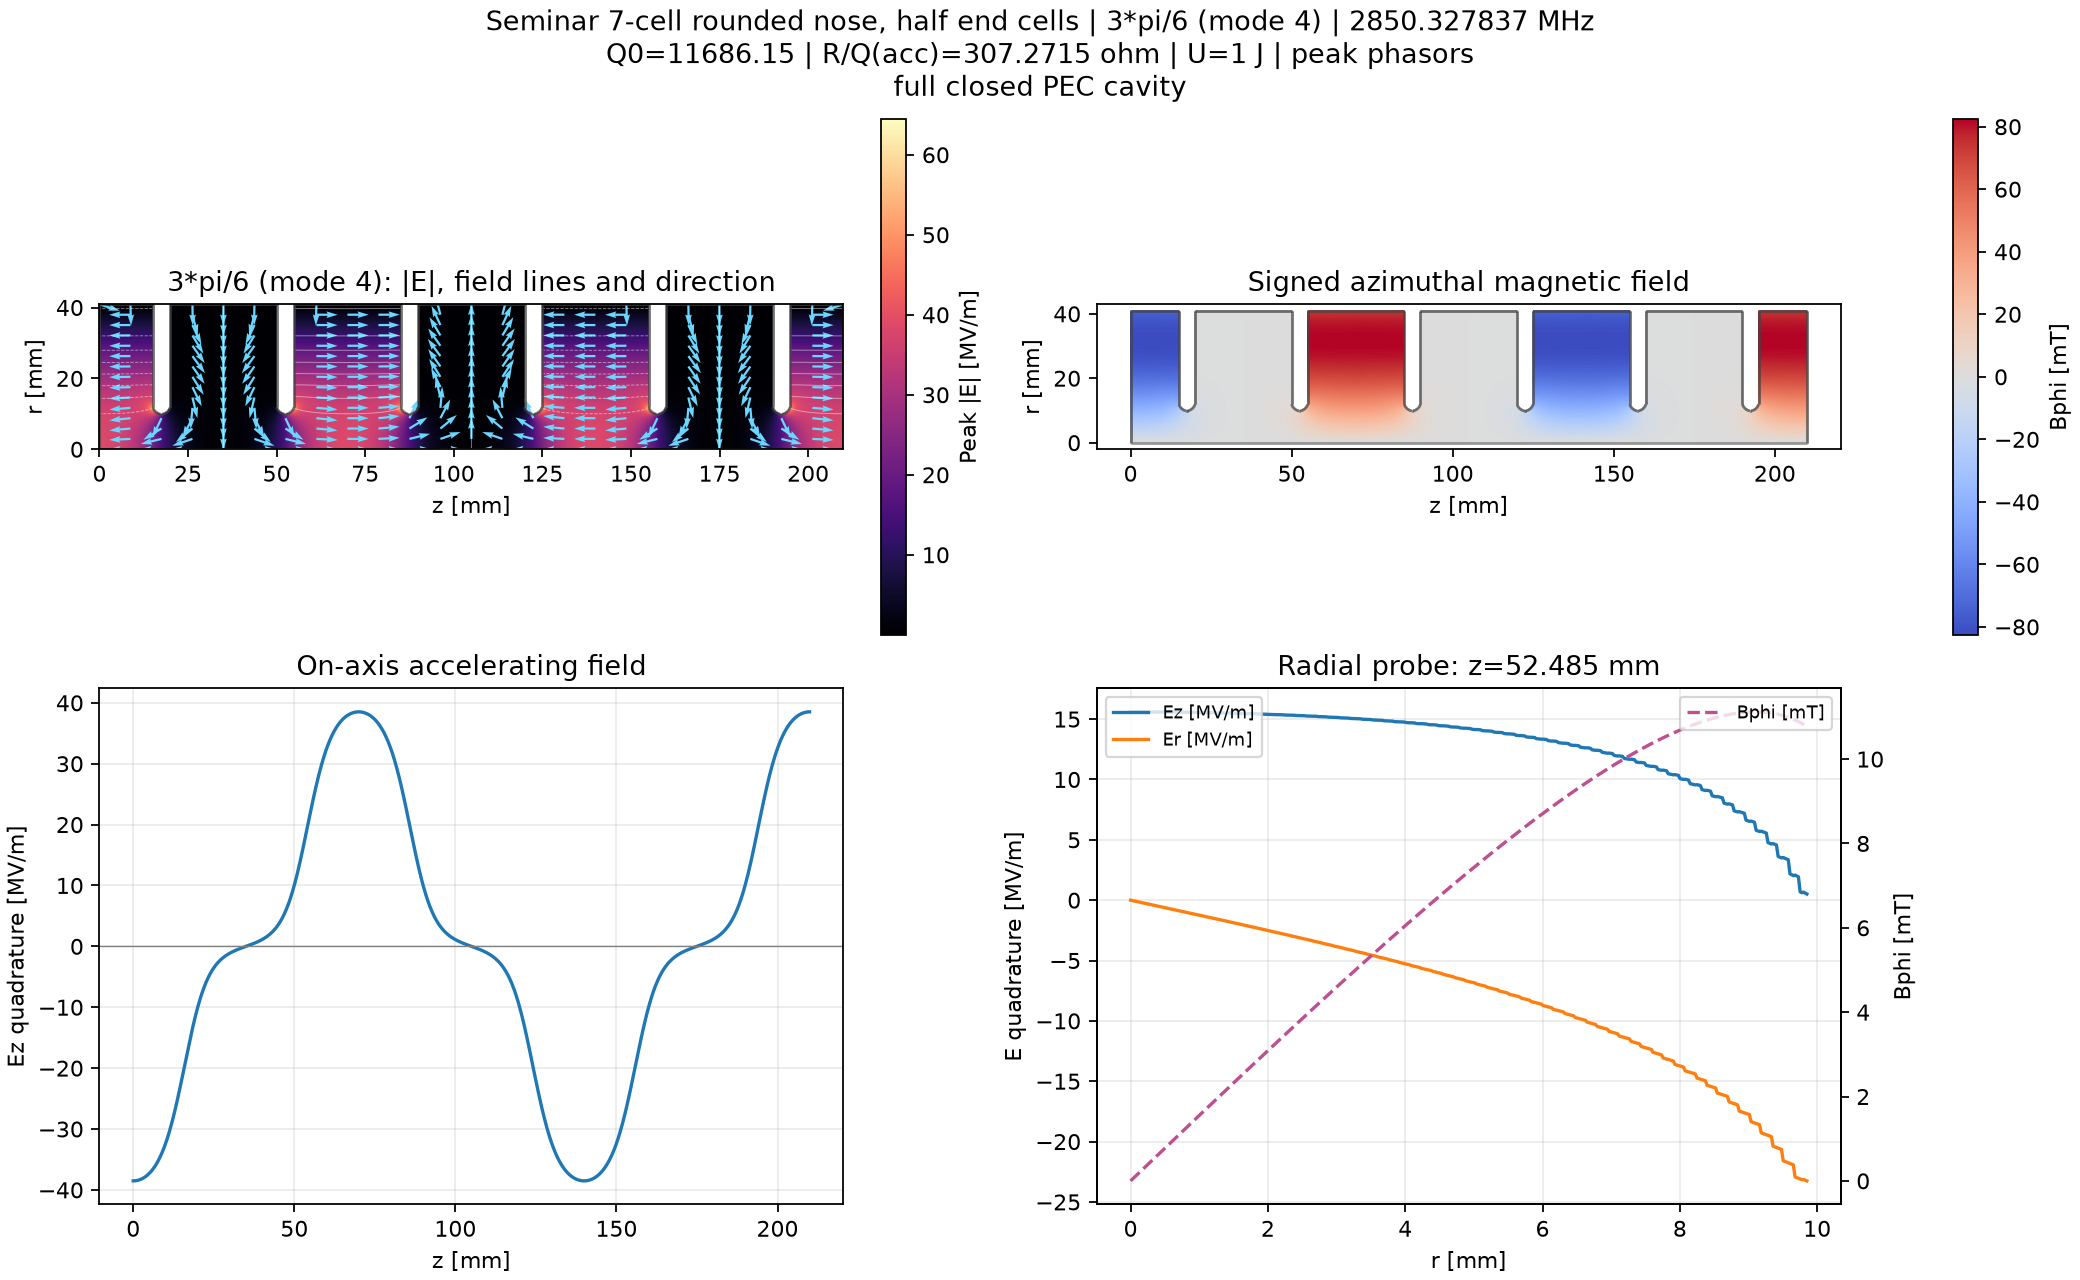 Seminar 7-cell rounded nose, half end cells | 3*pi/6 (mode 4) | 2850.327837 MHz
Q0=11686.15 | R/Q(acc)=307.2715 ohm | U=1 J | peak phasors
full closed PEC cavity
3*pi/6 (mode 4): |E|, field lines and direction
r [mm]
40
20
0
0 25 50 75 100 125 150 175 200
z [mm]
60
50
40
30
20
10
Peak |E| [MV/m]
Signed azimuthal magnetic field
r [mm]
40
20
0
0 50 100 150 200
z [mm]
80
60
40
20
0
−20
−40
−60
−80
Bphi [mT]
On-axis accelerating field
Ez quadrature [MV/m]
40
30
20
10
0
−10
−20
−30
−40
0 50 100 150 200
z [mm]
Radial probe: z=52.485 mm
E quadrature [MV/m]
15
10
5
0
−5
−10
−15
−20
−25
Ez [MV/m]
Er [MV/m]
Bphi [mT]
10
8
6
4
2
0
Bphi [mT]
0 2 4 6 8 10
r [mm]